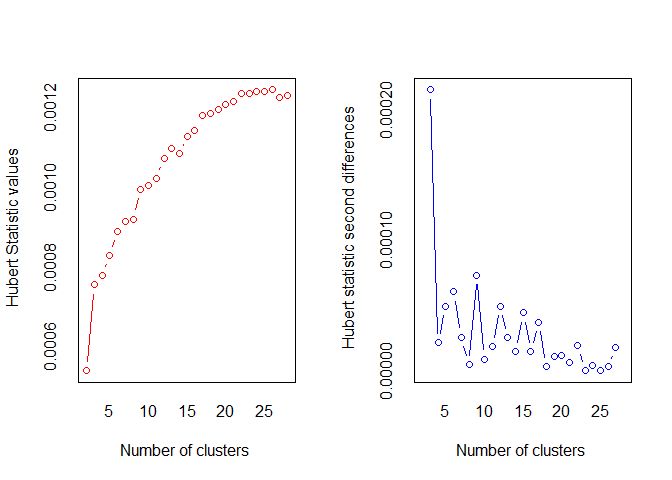 Hubert Statistic values
0.0012
0.0010
0.0008
0.0006
5 10 15 20 25
Number of clusters
Hubert statistic second differences
0.00020
0.00010
0.00000
5 10 15 20 25
Number of clusters